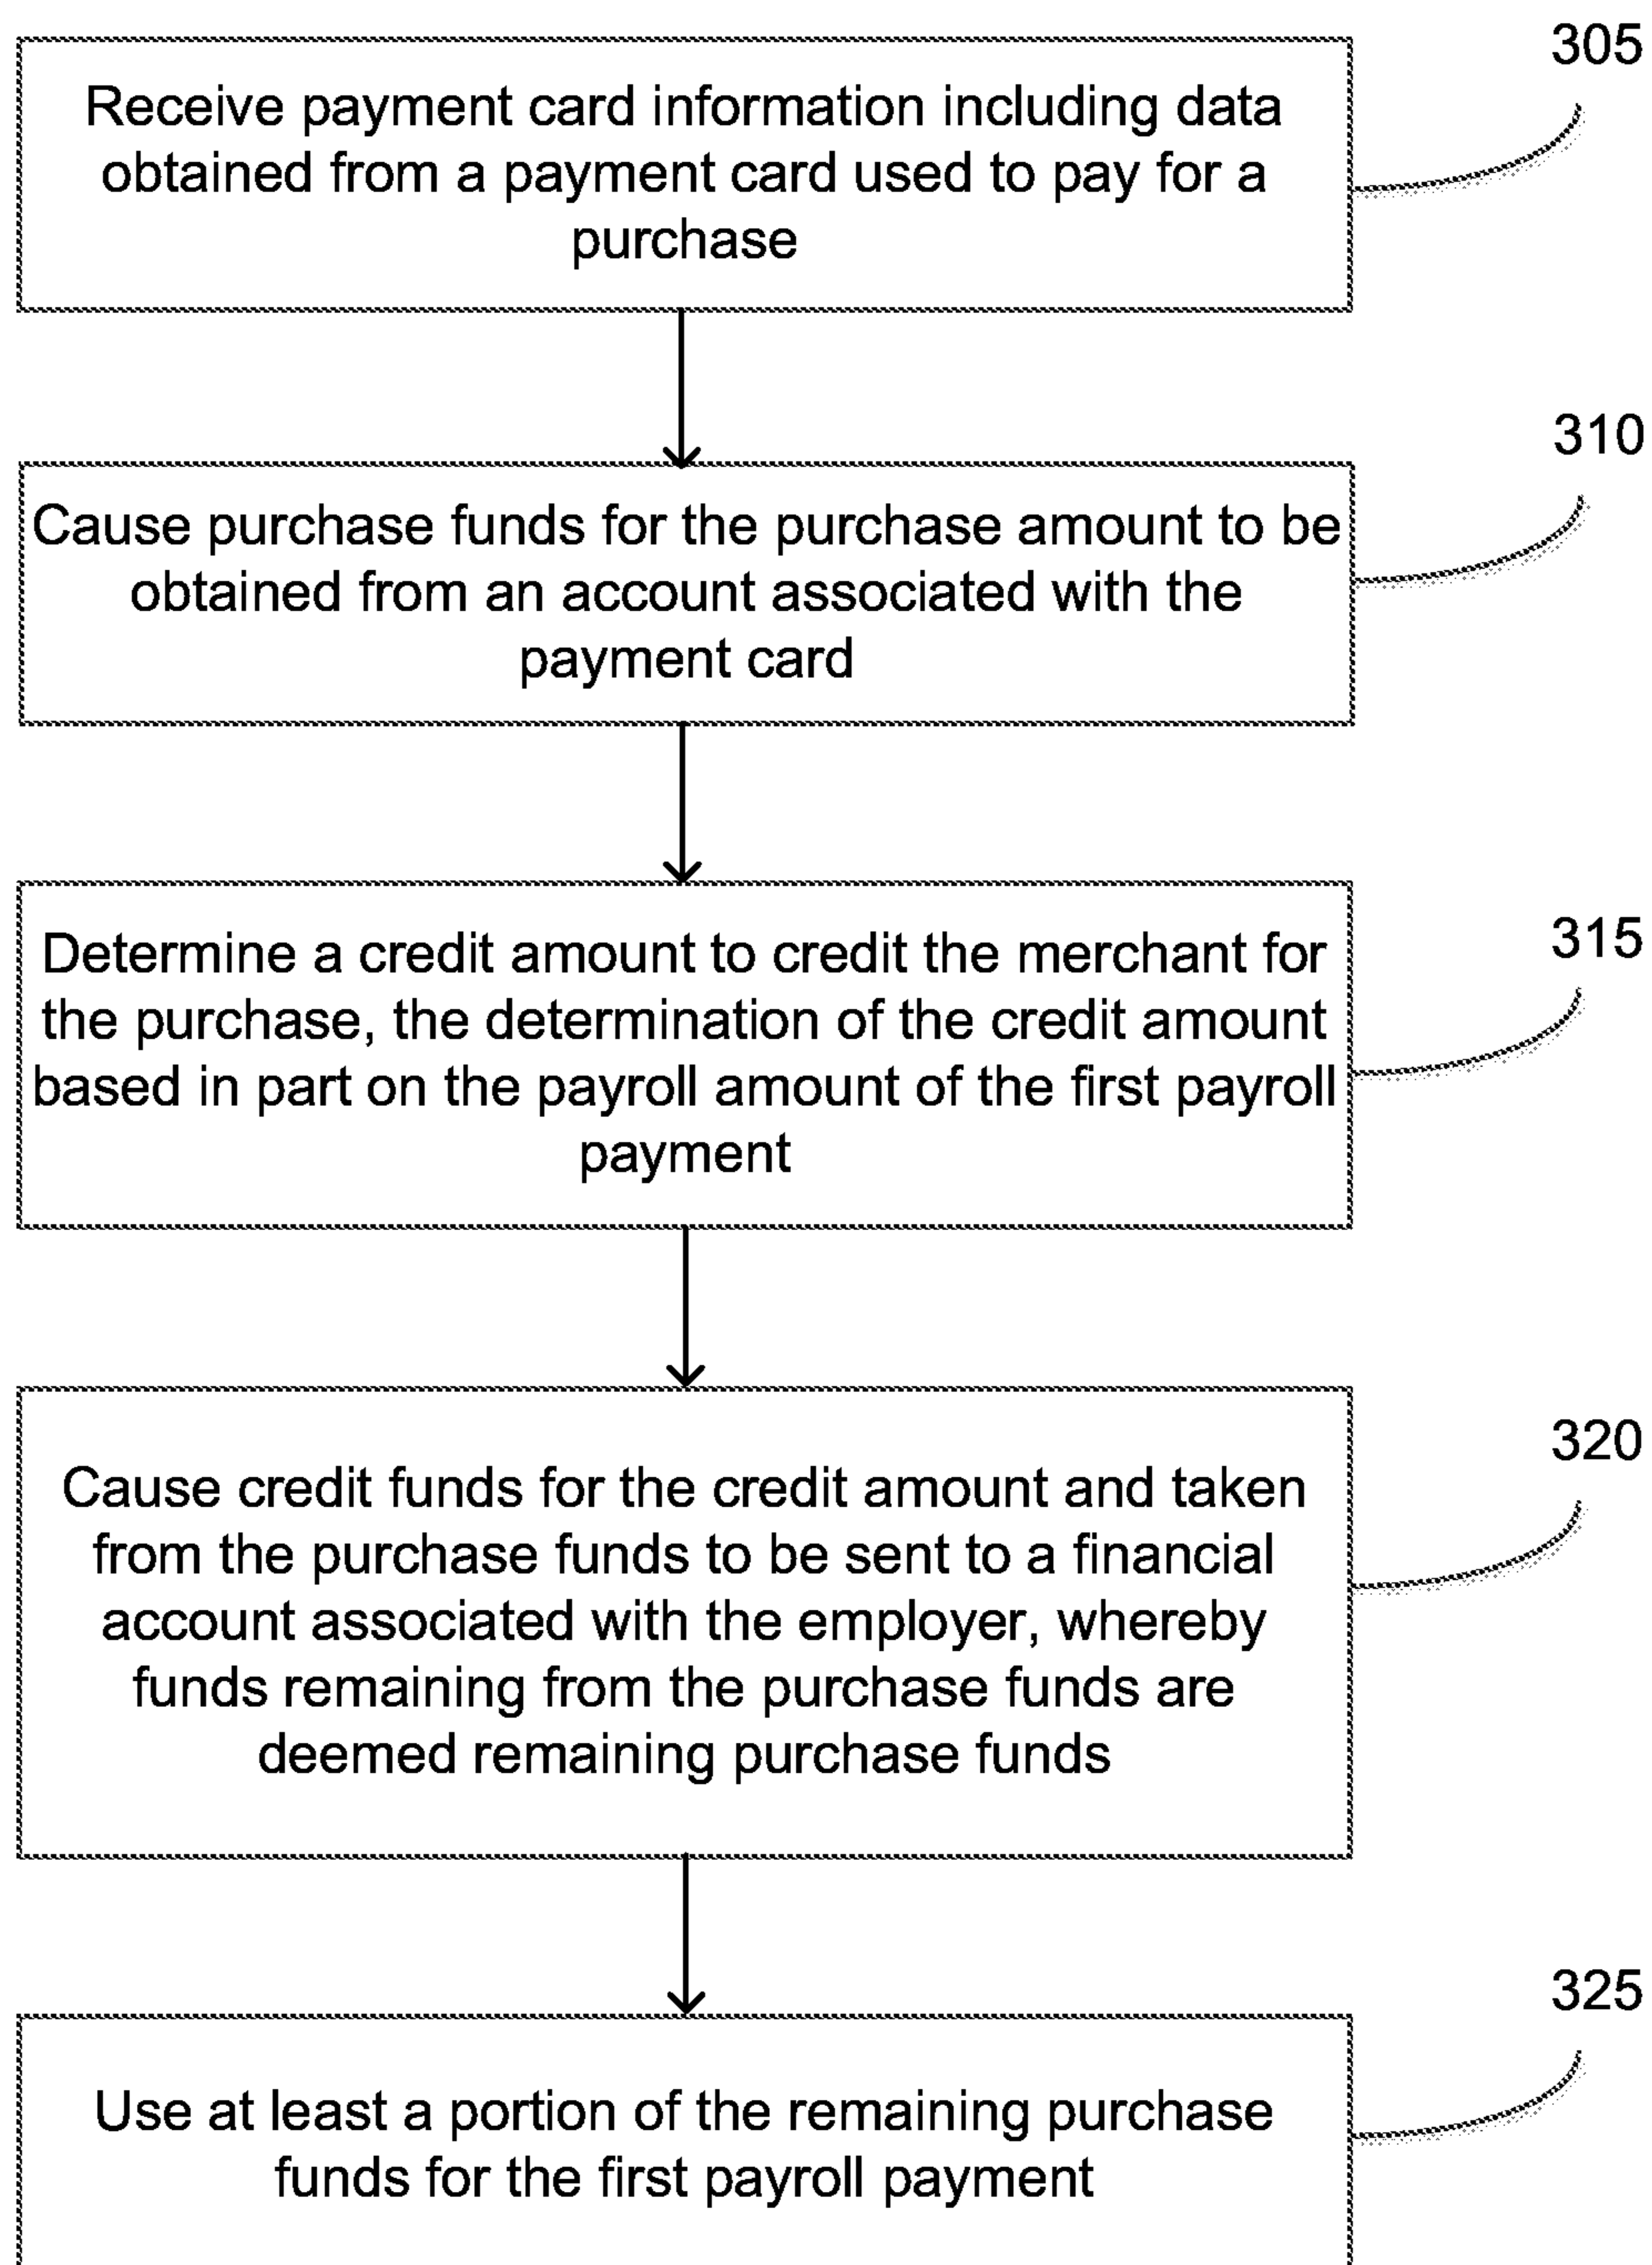 305
Receive payment card information including data
obtained from a payment card used to pay for a
purchase
310
Cause purchase funds for the purchase amount to be
obtained from an account associated with the
payment card
315
Determine a credit amount to credit the merchant for
the purchase, the determination of the credit amount
based in part on the payroll amount of the first payroll
payment
320
Cause credit funds for the credit amount and taken
from the purchase funds to be sent to a financial
account associated with the employer, whereby
funds remaining from the purchase funds are
deemed remaining purchase funds
325
Use at least a portion of the remaining purchase
funds for the first payroll payment